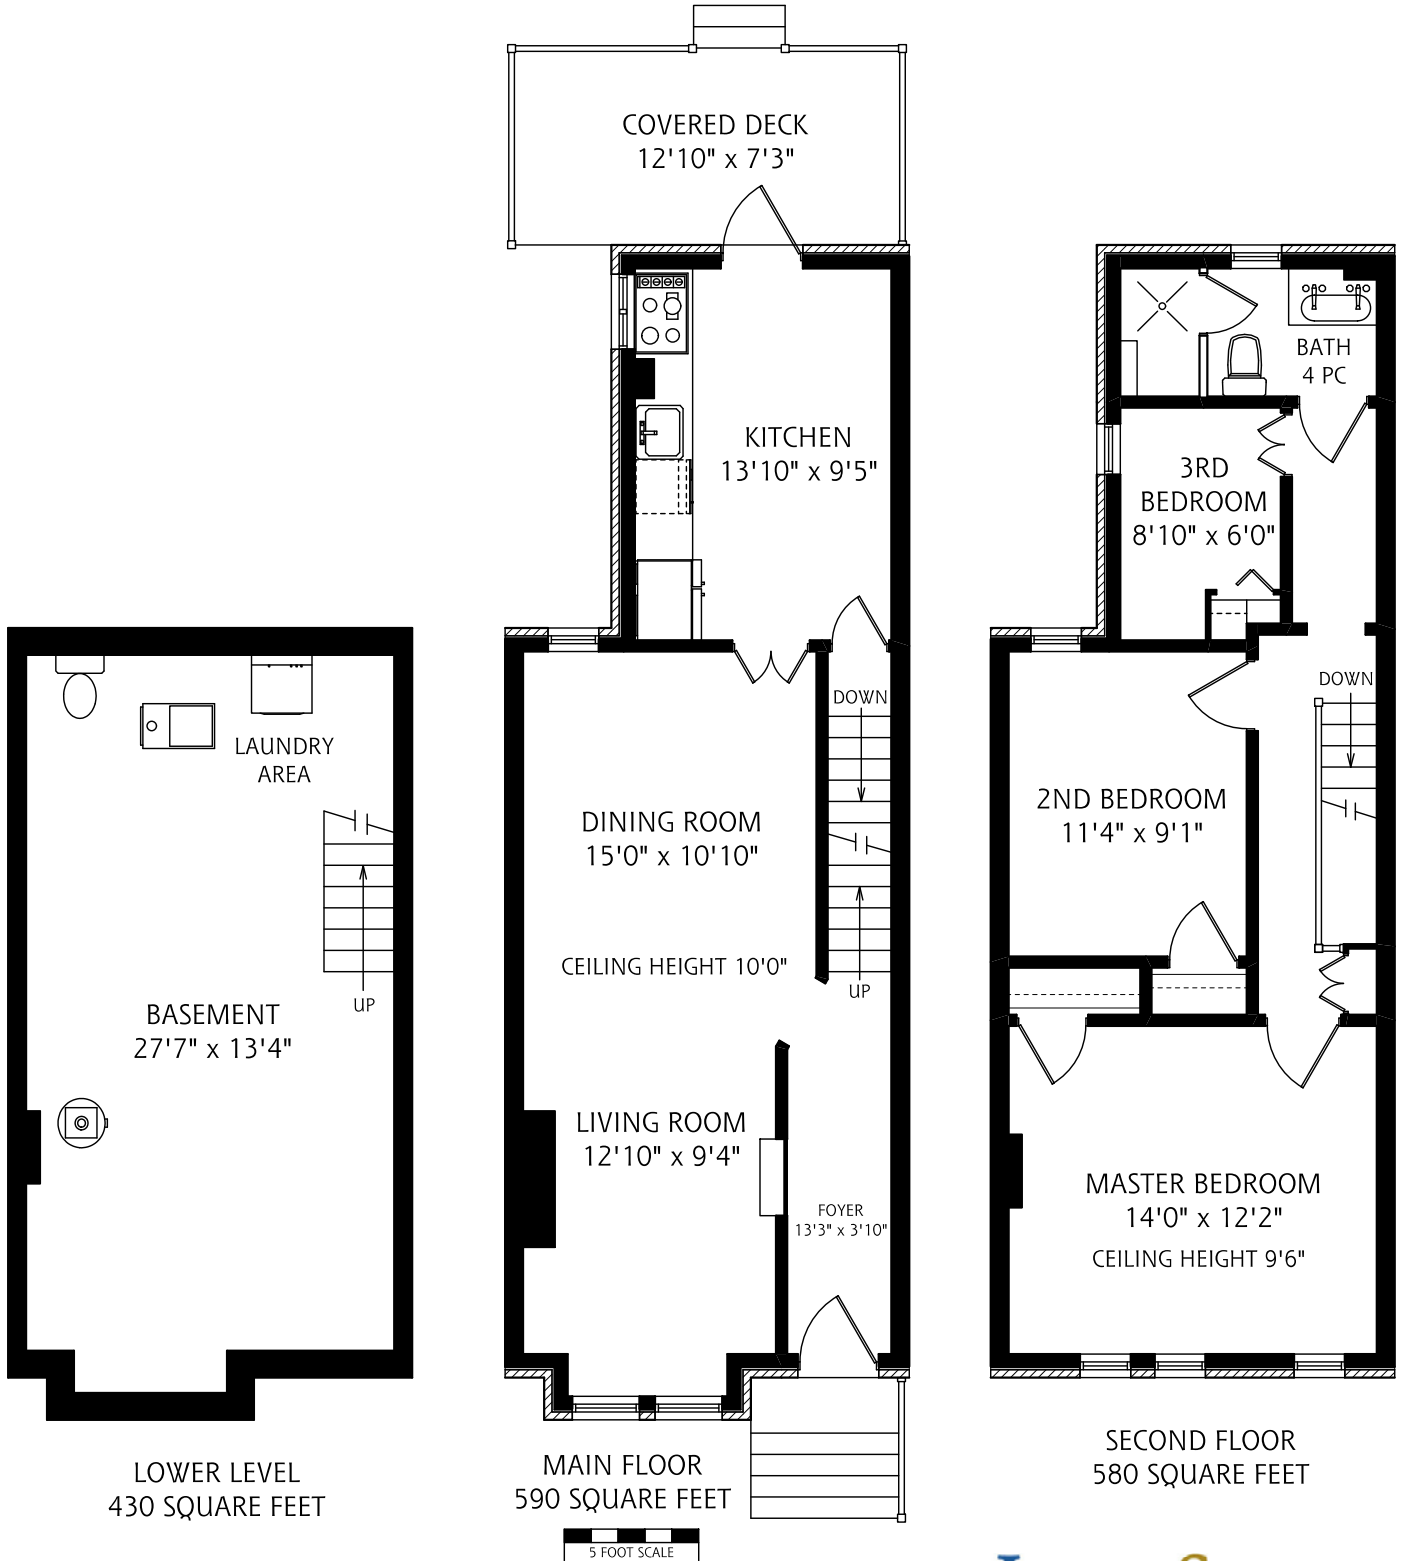 COVERED DECK
12'10" x 7'3"
KITCHEN
13'10" x 9'5"
DOWN
DINING ROOM
15'0" x 10'10"
CEILING HEIGHT 10'0"
UP
LIVING ROOM
12'10" x 9'4"
FOYER
13'3" x 3'10"
MAIN FLOOR
590 SQUARE FEET
5 FOOT SCALE
LAUNDRY
AREA
UP
BASEMENT
27'7" x 13'4"
LOWER LEVEL
430 SQUARE FEET
BATH
4 PC
3RD
BEDROOM
8'10" x 6'0"
DOWN
2ND BEDROOM
11'4" x 9'1"
MASTER BEDROOM
14'0" x 12'2"
CEILING HEIGHT 9'6"
SECOND FLOOR
580 SQUARE FEET